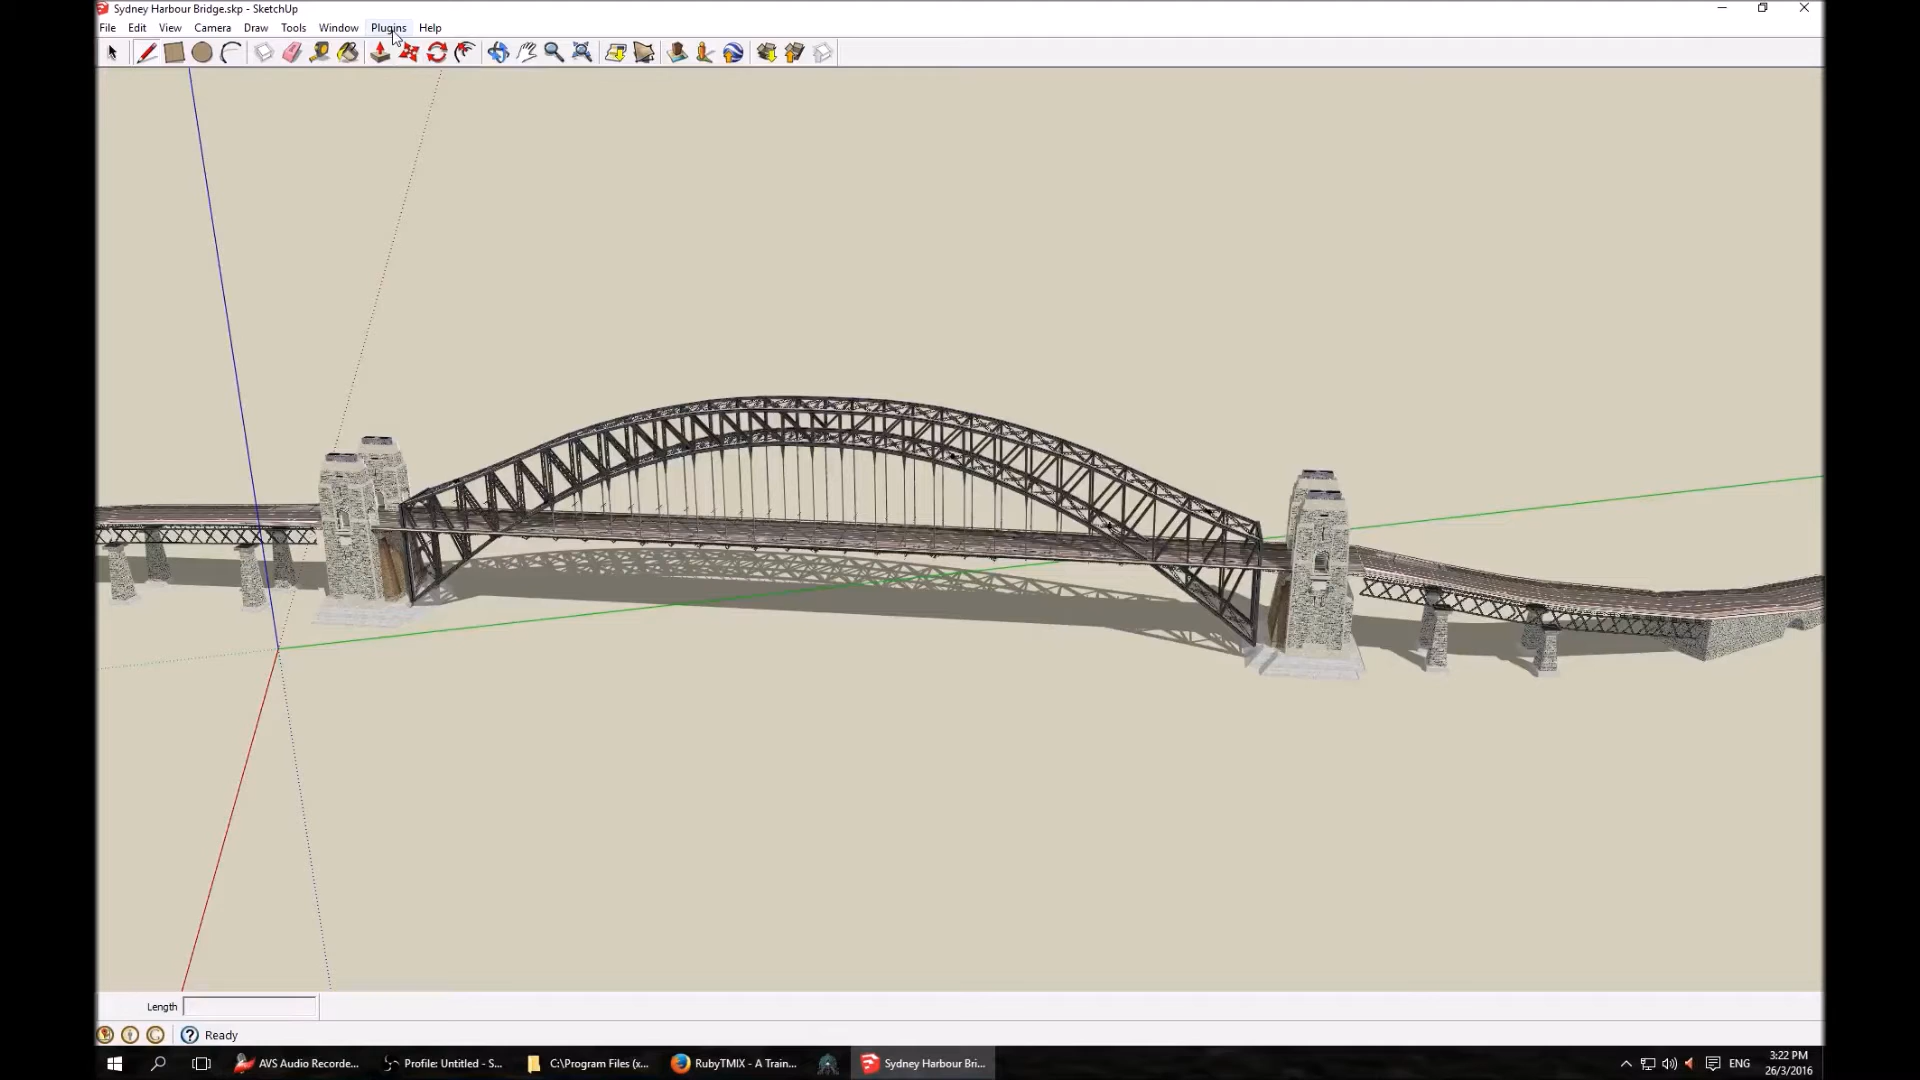 Sydney Harbour Bridge.skp - SketchUp
File Edit View Camera Draw Tools Window Plugins Help
Length
Ready
AVS Audio Recorde...
Profile: Untitled - S...
C:\Program Files (x...
RubyTMIX - A Train...
Sydney Harbour Bri...
ENG
3:22 PM
26/3/2016